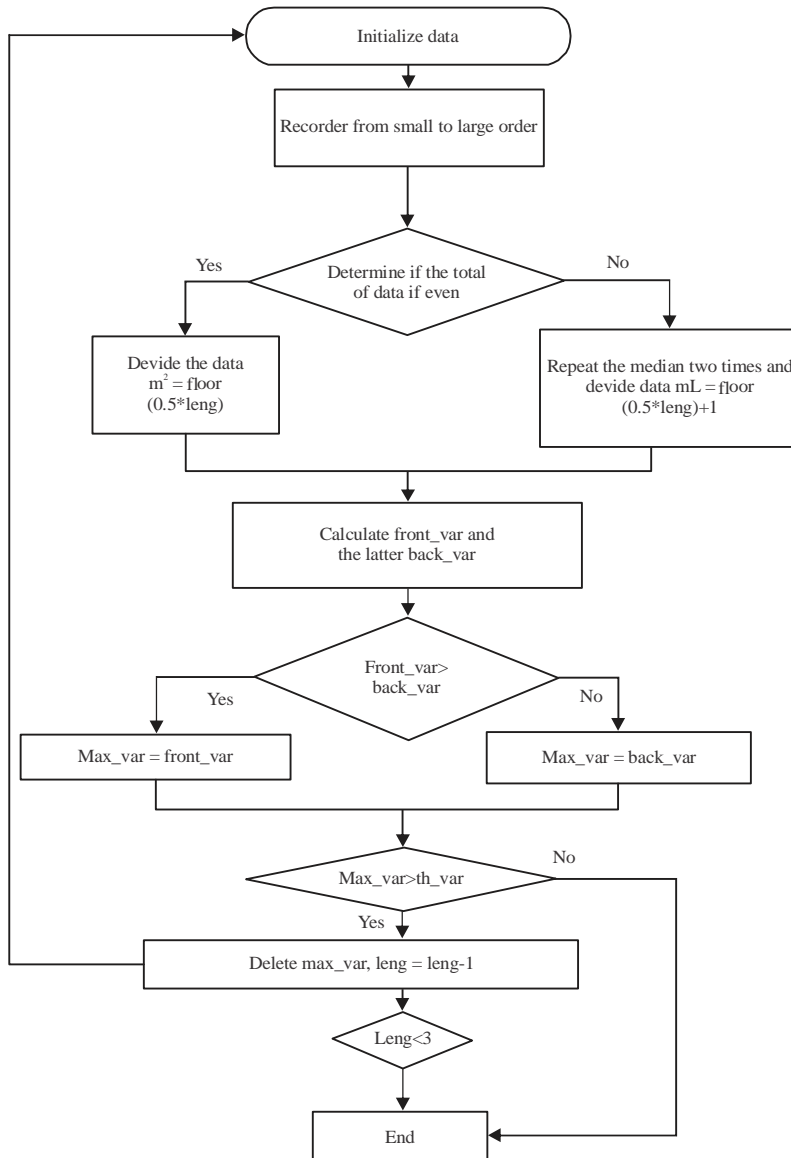 Initialize data
Recorder from small to large order
Yes
Determine if the total
of data if even
No
Devide the data
m² = floor
(0.5*leng)
Repeat the median two times and
devide data mL = floor
(0.5*leng)+1
Calculate front_var and
the latter back_var
Front_var>
back_var
Yes
No
Max_var = front_var
Max_var = back_var
Max_var>th_var
No
Yes
Delete max_var, leng = leng-1
Leng<3
End